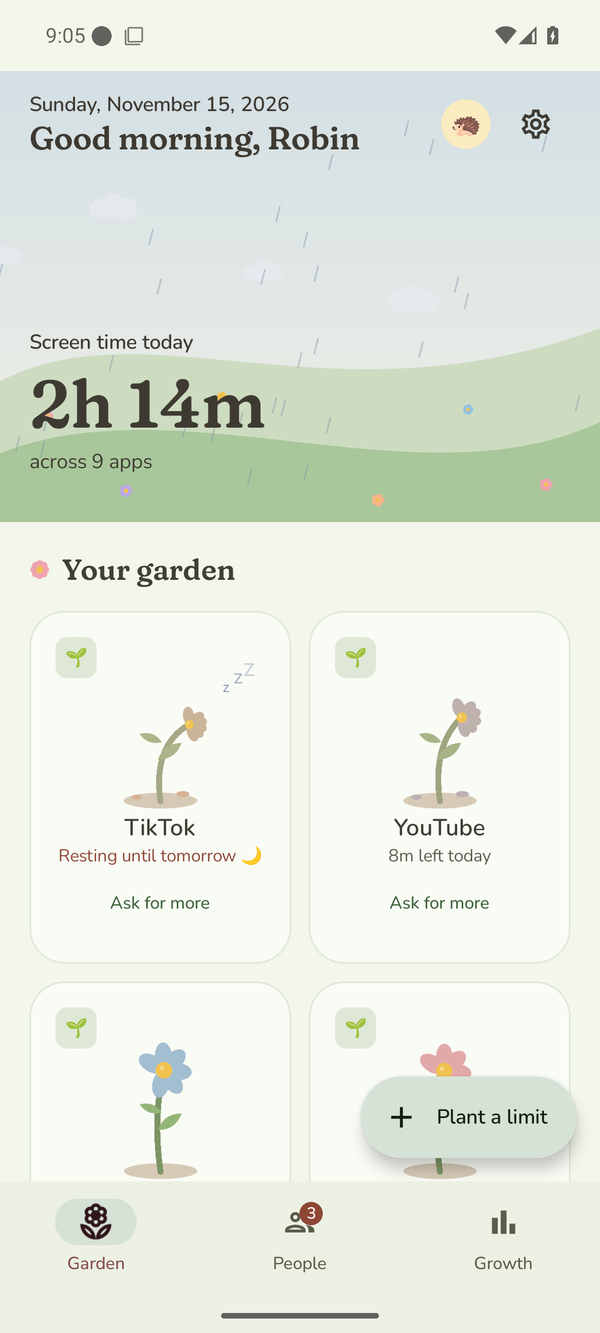 9:05
Sunday, November 15, 2026
Good morning, Robin
Screen time today
2h 14m
across 9 apps
Your garden
z z Z
TikTok
Resting until tomorrow 🌙
Ask for more
YouTube
8m left today
Ask for more
+ Plant a limit
3
Garden
People
Growth